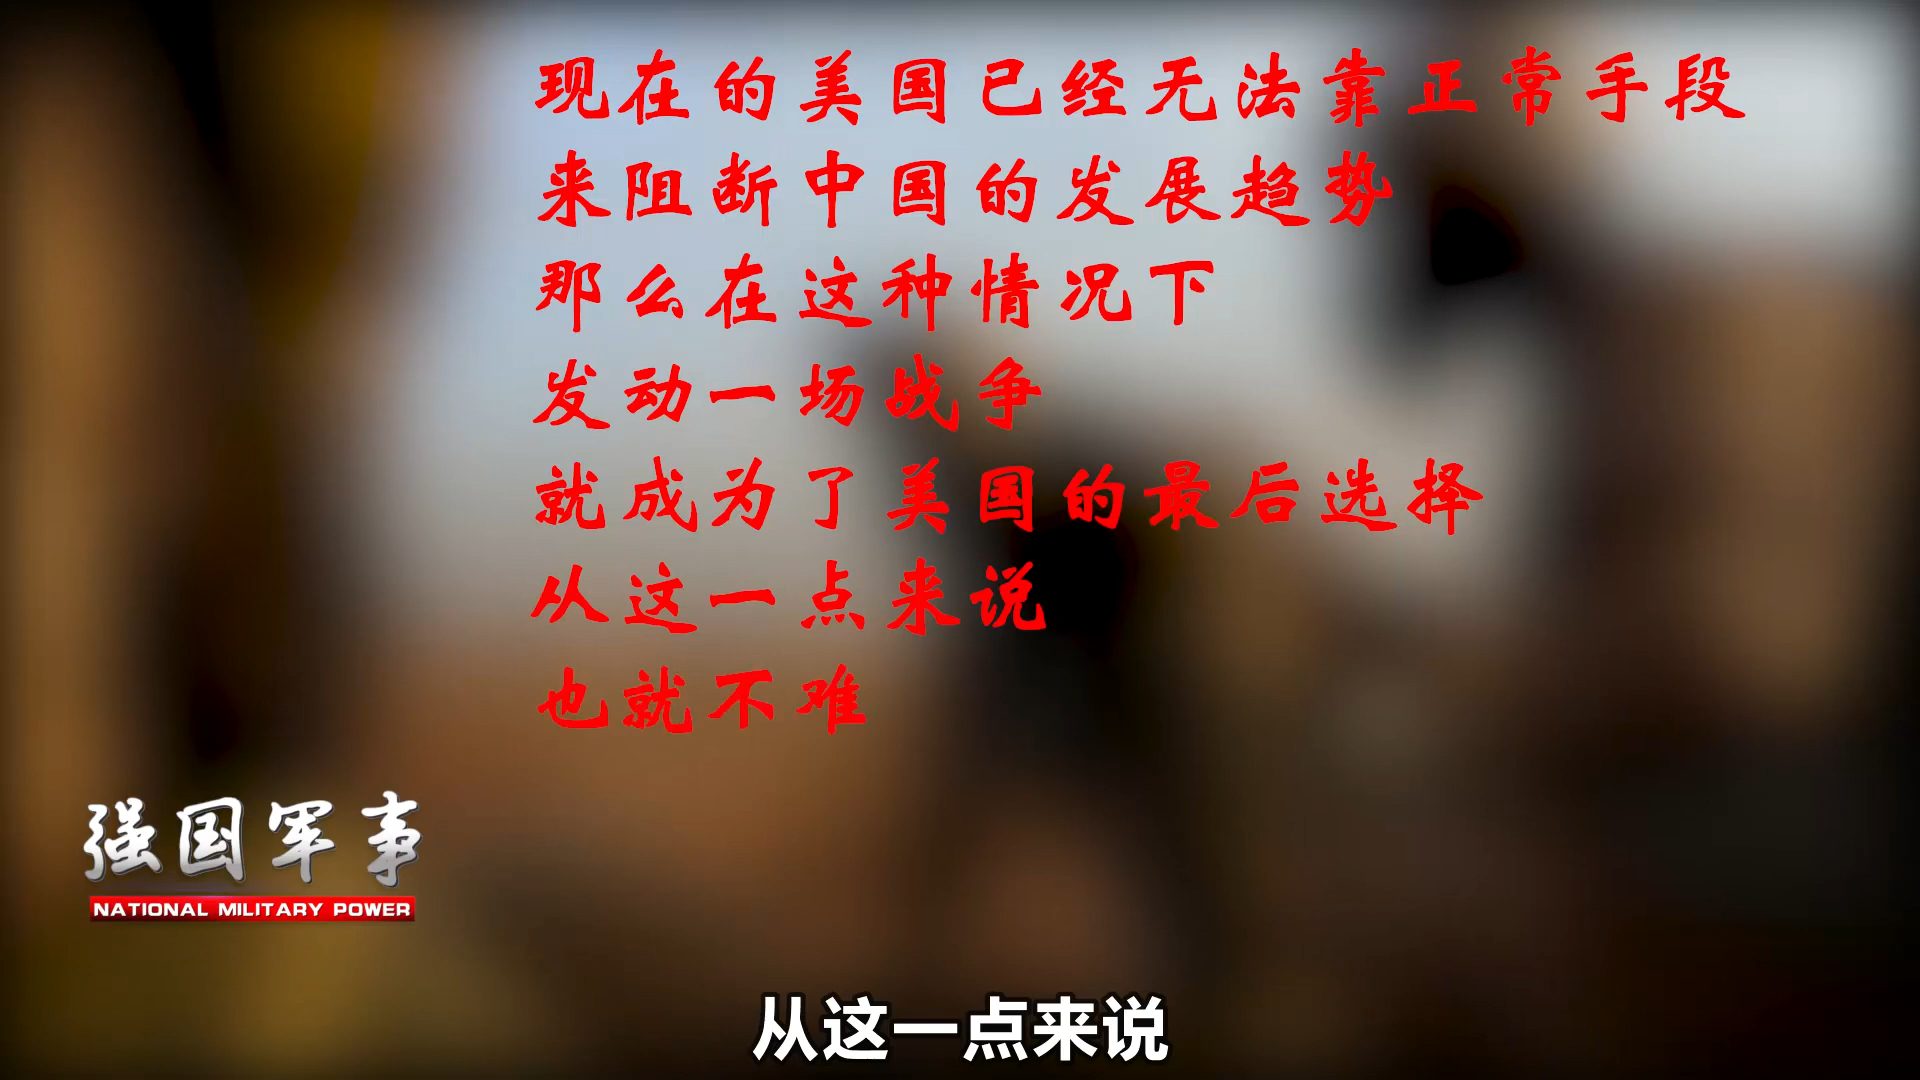 现在的美国已经无法靠正常手段
来阻断中国的发展趋势
那么在这种情况下
发动一场战争
就成为了美国的最后选择
从这一点来说
也就不难
强国军事
NATIONAL MILITARY POWER
从这一点来说